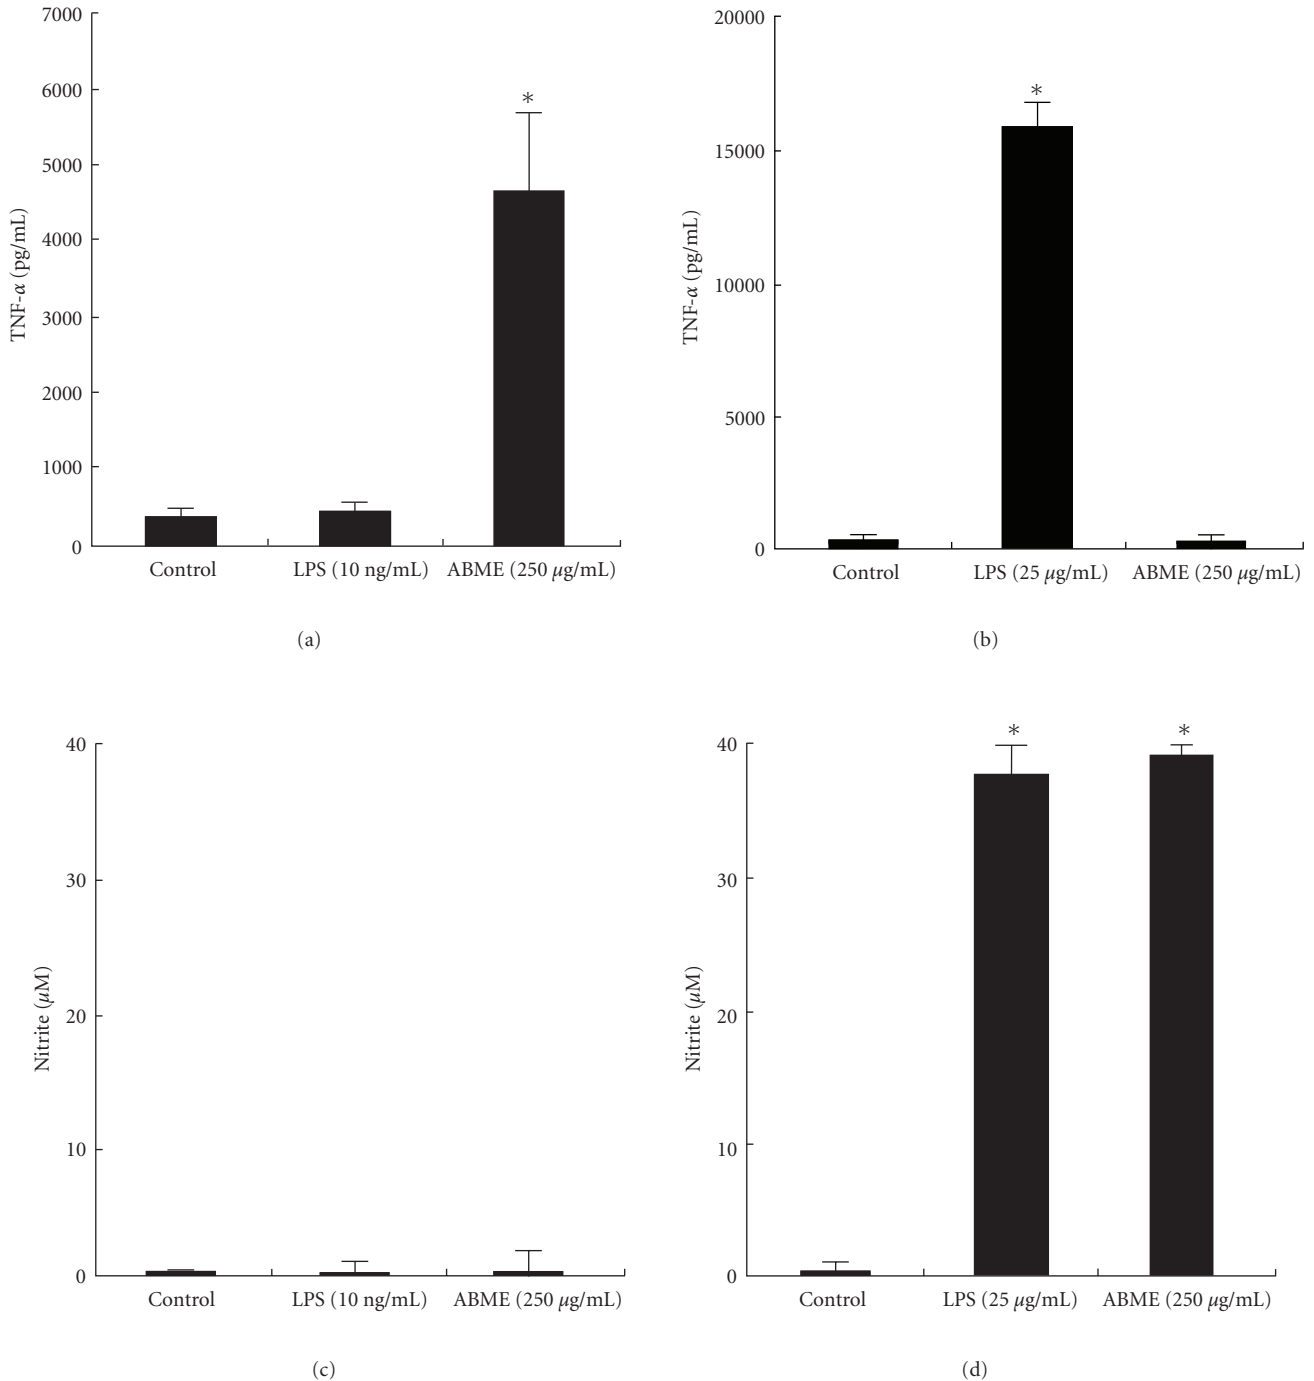 7000
6000
5000
4000
3000
2000
1000
0
TNF-α (pg/mL)
*
Control LPS (10 ng/mL) ABME (250 μg/mL)
(a)
20000
15000
10000
5000
0
TNF-α (pg/mL)
*
Control LPS (25 μg/mL) ABME (250 μg/mL)
(b)
40
30
20
10
0
Nitrite (μM)
Control LPS (10 ng/mL) ABME (250 μg/mL)
(c)
40
30
20
10
0
Nitrite (μM)
* *
Control LPS (25 μg/mL) ABME (250 μg/mL)
(d)